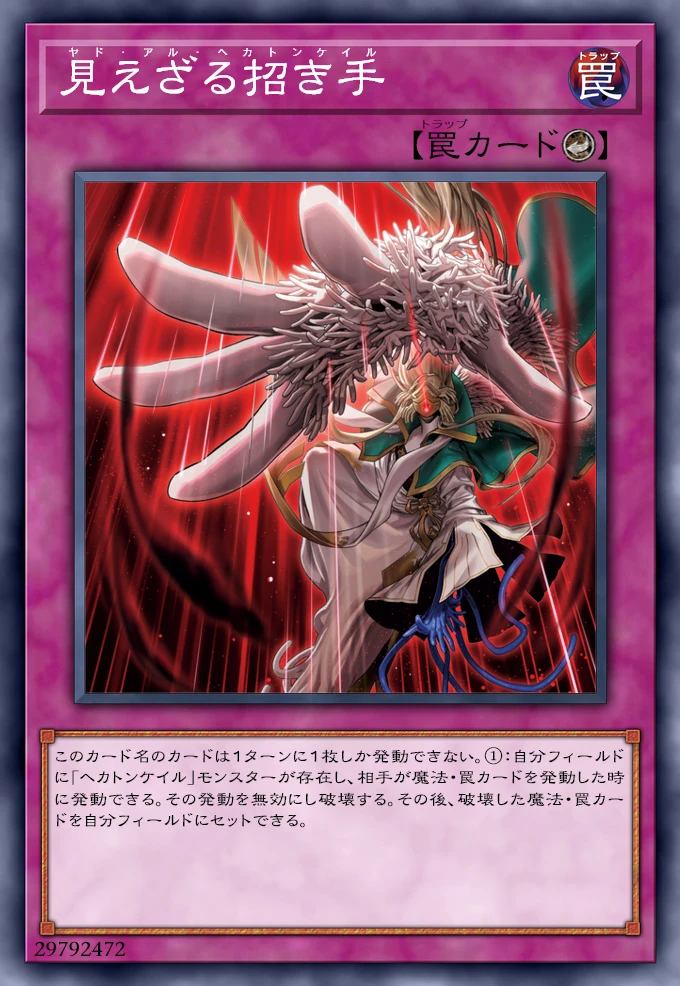 ヤド・アル・ヘカトンケイル
見えざる招き手
トラップ
罠
トラップ
【罠カード】
このカード名のカードは1ターンに1枚しか発動できない。①:自分フィールド
に「ヘカトンケイル」モンスターが存在し、相手が魔法・罠カードを発動した時
に発動できる。その発動を無効にし破壊する。その後、破壊した魔法・罠カー
ドを自分フィールドにセットできる。
29792472